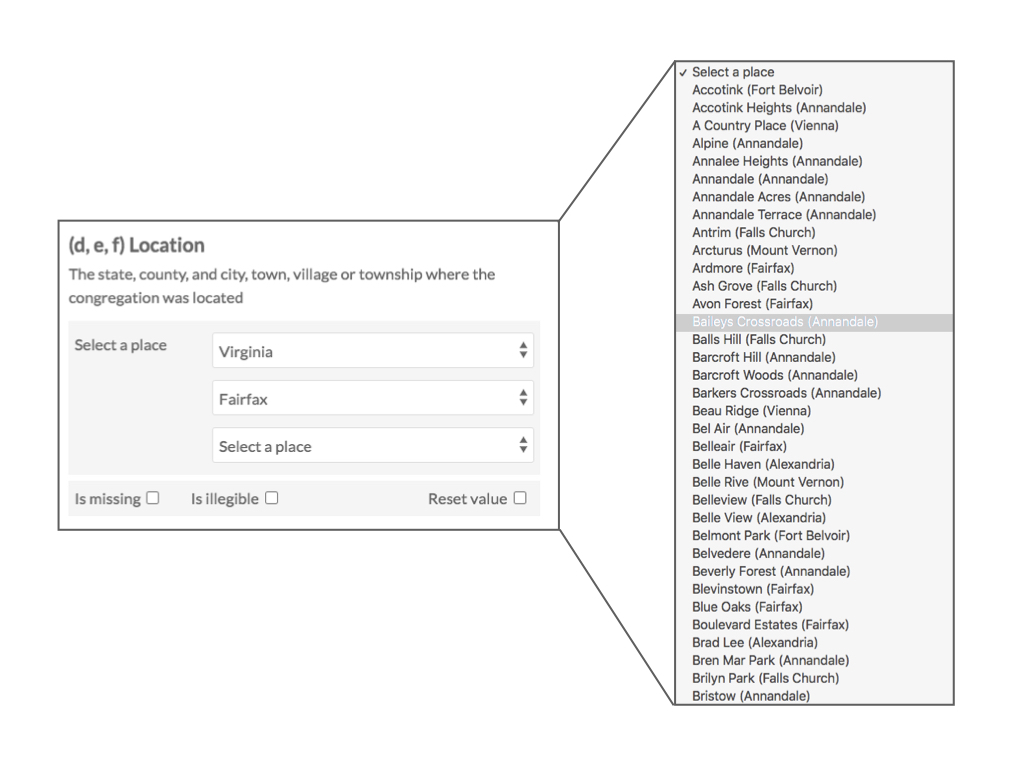 (d, e, f) Location
The state, county, and city, town, village or township where the
congregation was located
Select a place
Virginia
Fairfax
Select a place
Is missing
Is illegible
Reset value
✓ Select a place
Accotink (Fort Belvoir)
Accotink Heights (Annandale)
A Country Place (Vienna)
Alpine (Annandale)
Annalee Heights (Annandale)
Annandale (Annandale)
Annandale Acres (Annandale)
Annandale Terrace (Annandale)
Antrim (Falls Church)
Arcturus (Mount Vernon)
Ardmore (Fairfax)
Ash Grove (Falls Church)
Avon Forest (Fairfax)
Baileys Crossroads (Annandale)
Balls Hill (Falls Church)
Barcroft Hill (Annandale)
Barcroft Woods (Annandale)
Barkers Crossroads (Annandale)
Beau Ridge (Vienna)
Bel Air (Annandale)
Belleair (Fairfax)
Belle Haven (Alexandria)
Belle Rive (Mount Vernon)
Belleview (Falls Church)
Belle View (Alexandria)
Belmont Park (Fort Belvoir)
Belvedere (Annandale)
Beverly Forest (Annandale)
Blevinstown (Fairfax)
Blue Oaks (Fairfax)
Boulevard Estates (Fairfax)
Brad Lee (Alexandria)
Bren Mar Park (Annandale)
Brilyn Park (Falls Church)
Bristow (Annandale)